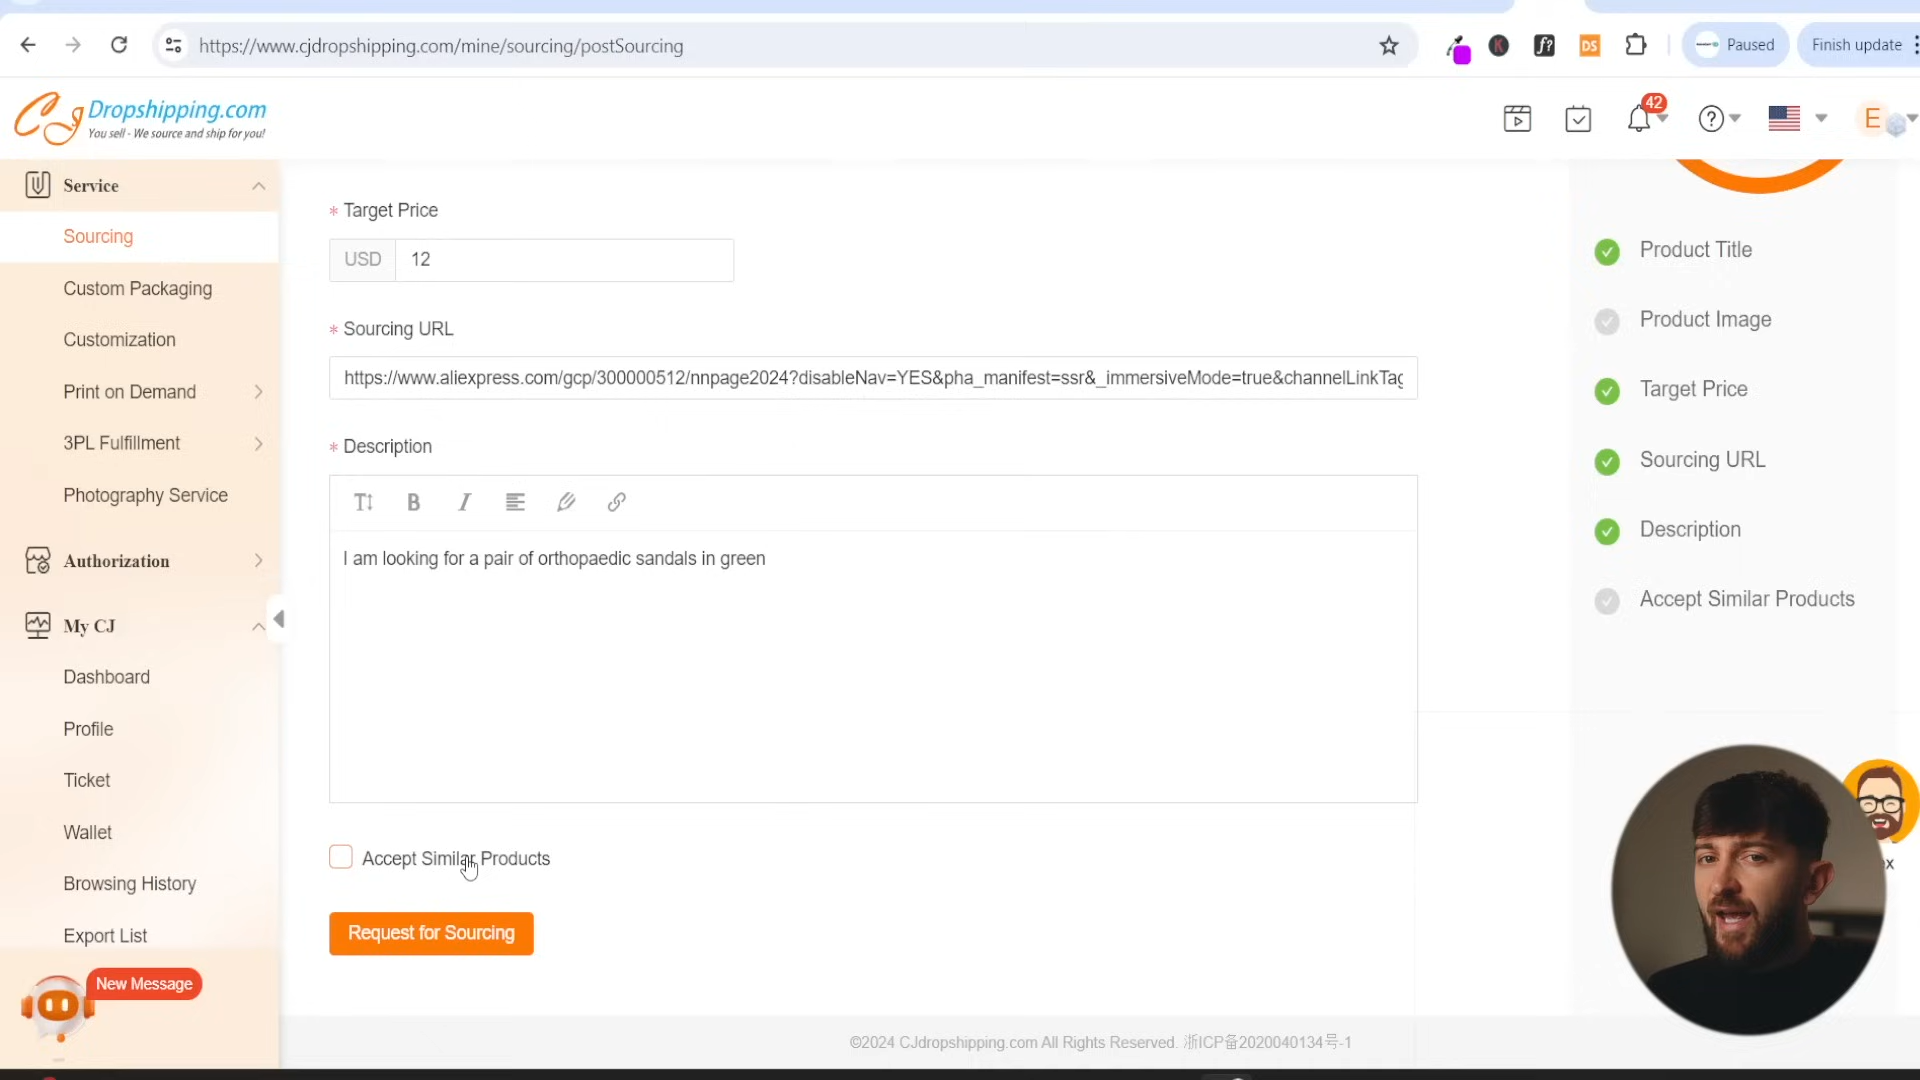 https://www.cjdropshipping.com/mine/sourcing/postSourcing
K
f?
DS
Paused
Finish update
CJ Dropshipping.com
You sell - We source and ship for you!
42
E
Service
Sourcing
Custom Packaging
Customization
Print on Demand
3PL Fulfillment
Photography Service
Authorization
My CJ
Dashboard
Profile
Ticket
Wallet
Browsing History
Export List
New Message
* Target Price
USD 12
* Sourcing URL
https://www.aliexpress.com/gcp/300000512/nnpage2024?disableNav=YES&pha_manifest=ssr&_immersiveMode=true&channelLinkTag
* Description
I am looking for a pair of orthopaedic sandals in green
Accept Similar Products
Request for Sourcing
Product Title
Product Image
Target Price
Sourcing URL
Description
Accept Similar Products
©2024 CJdropshipping.com All Rights Reserved. 浙ICP备2020040134号-1